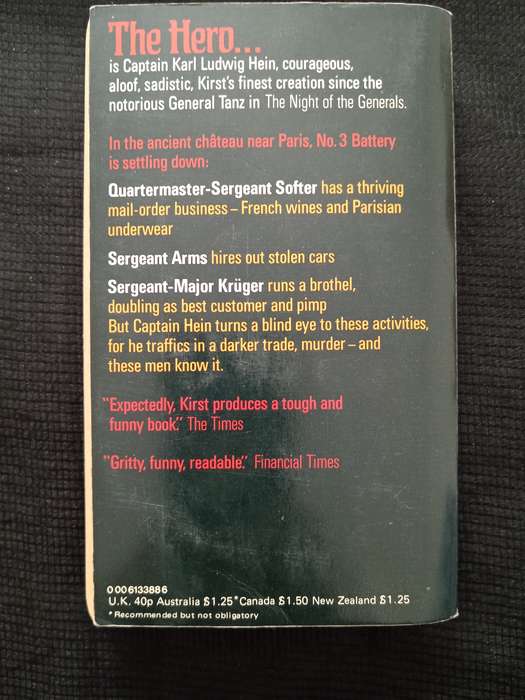 The Hero...
is Captain Karl Ludwig Hein, courageous,
aloof, sadistic, Kirst's finest creation since the
notorious General Tanz in The Night of the Generals.
In the ancient château near Paris, No.3 Battery
is settling down:
Quartermaster-Sergeant Softer has a thriving
mail-order business – French wines and Parisian
underwear
Sergeant Arms hires out stolen cars
Sergeant-Major Krüger runs a brothel,
doubling as best customer and pimp
But Captain Hein turns a blind eye to these activities,
for he traffics in a darker trade, murder – and
these men know it.
"Expectedly, Kirst produces a tough and
funny book." The Times
"Gritty, funny, readable." Financial Times
0 00 6133886
U.K. 40p Australia $1.25* Canada $1.50 New Zealand $1.25
*Recommended but not obligatory